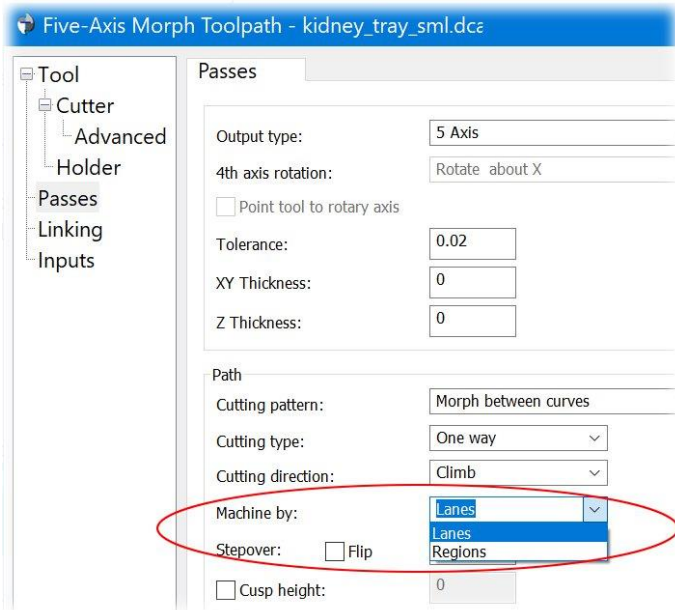 Five-Axis Morph Toolpath - kidney_tray_sml.dca
Tool
Cutter
Advanced
Holder
Passes
Linking
Inputs
Passes
Output type: 5 Axis
4th axis rotation: Rotate about X
Point tool to rotary axis
Tolerance: 0.02
XY Thickness: 0
Z Thickness: 0
Path
Cutting pattern: Morph between curves
Cutting type: One way
Cutting direction: Climb
Machine by: Lanes
Lanes
Stepover: Flip Regions
Cusp height: 0